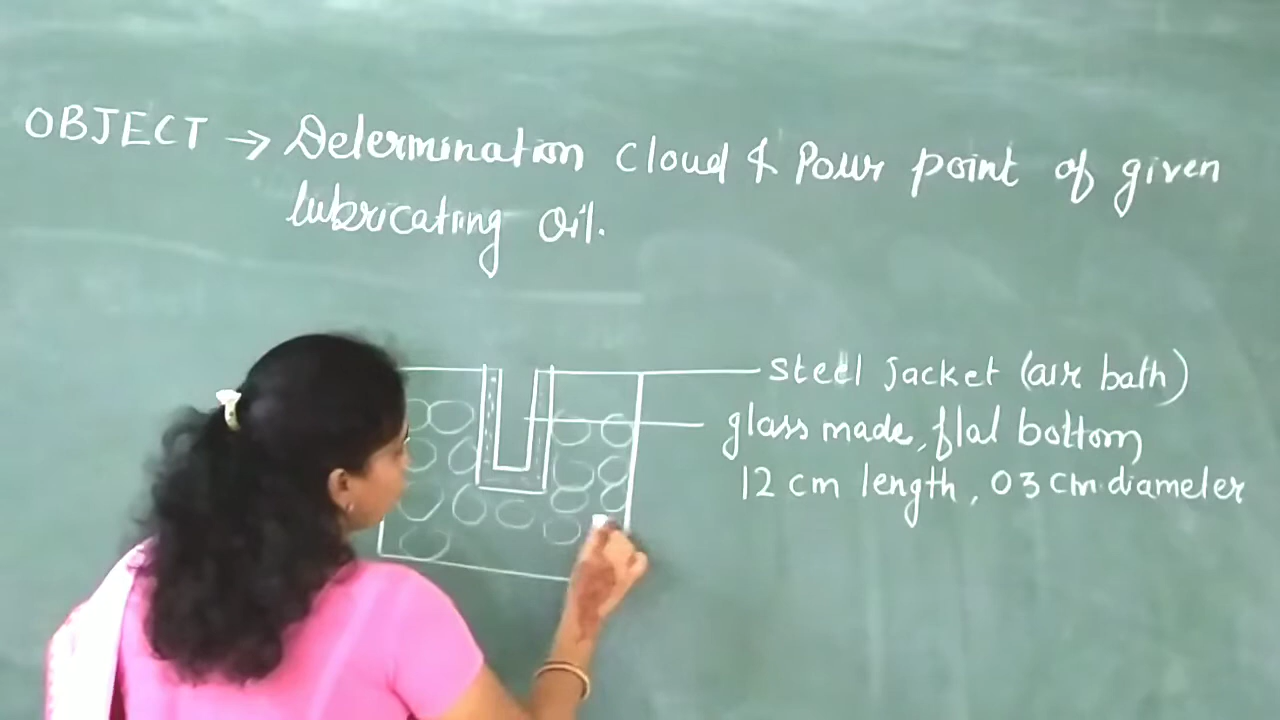 OBJECT → Determination Cloud & Pour point of given
lubricating Oil.
steel Jacket (air bath)
glass made, flat bottom
12 cm length, 03 cm diameter